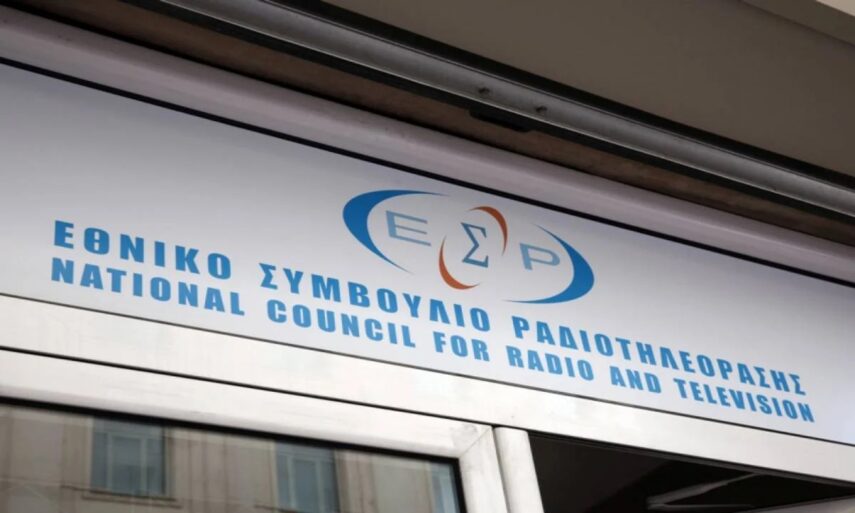 ΕΣΡ
ΕΘΝΙΚΟ ΣΥΜΒΟΥΛΙΟ ΡΑΔΙΟΤΗΛΕΟΡΑΣΗΣ
NATIONAL COUNCIL FOR RADIO AND TELEVISION